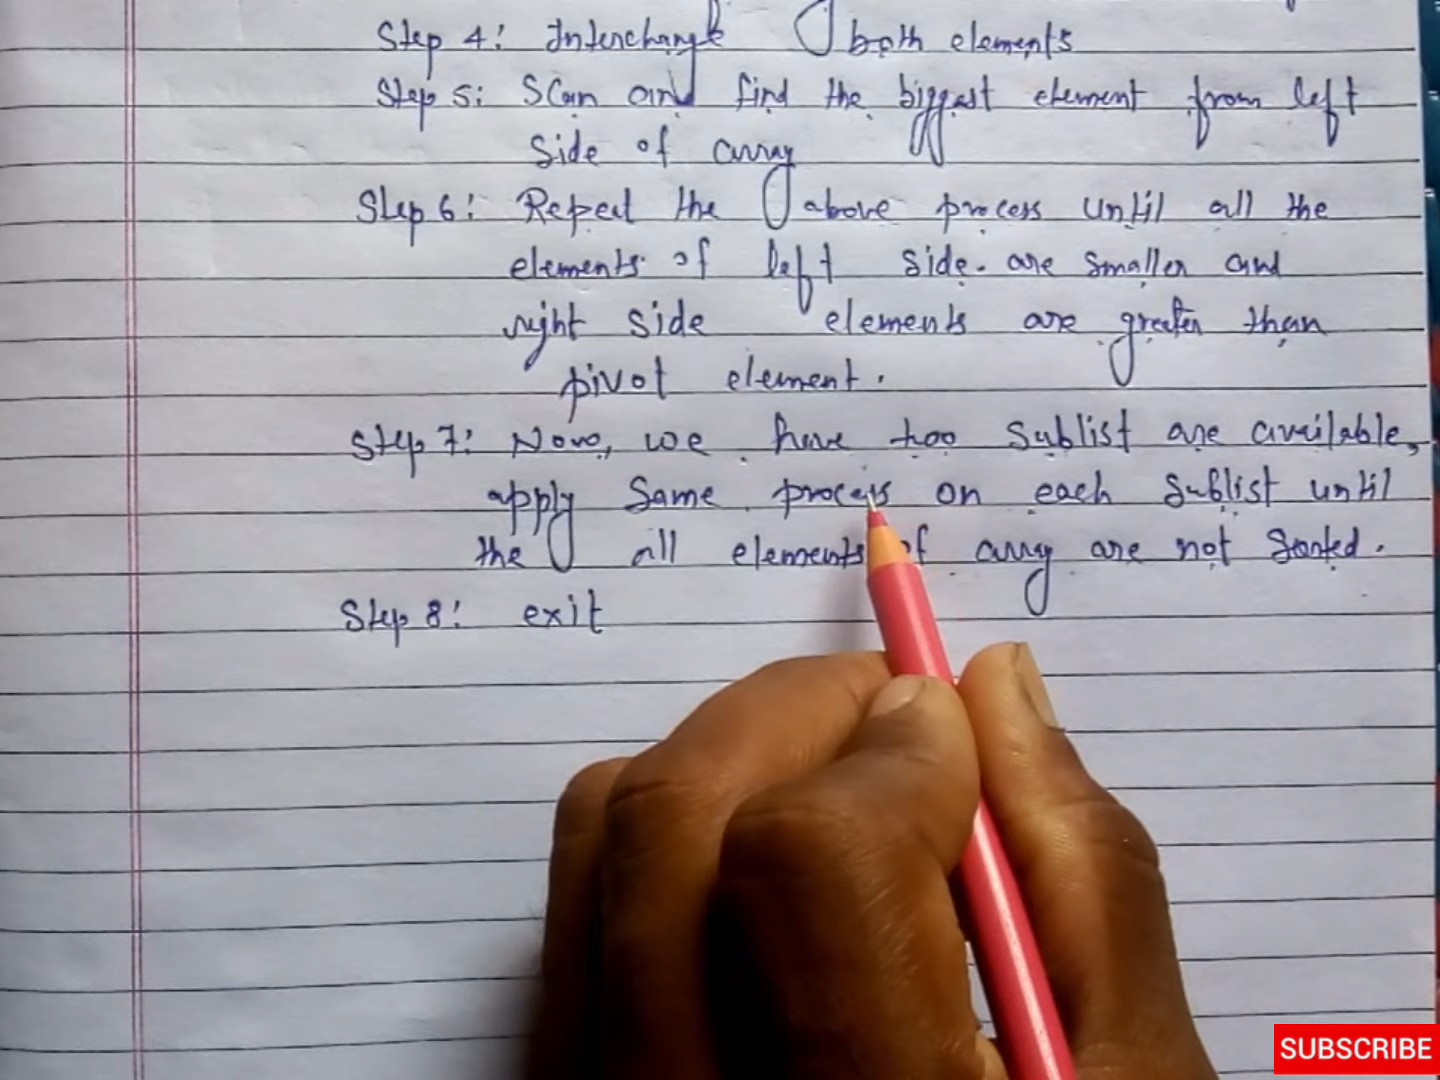 Step 4: Interchange both elements
Step 5: Scan and find the biggest element from left
side of array
Step 6: Repeat the above process until all the
elements of left side are smaller and
right side elements are greater than
pivot element.
Step 7: Now, we have two sublist are available,
apply same process on each sublist until
the all elements of array are not sorted.
Step 8: exit
SUBSCRIBE